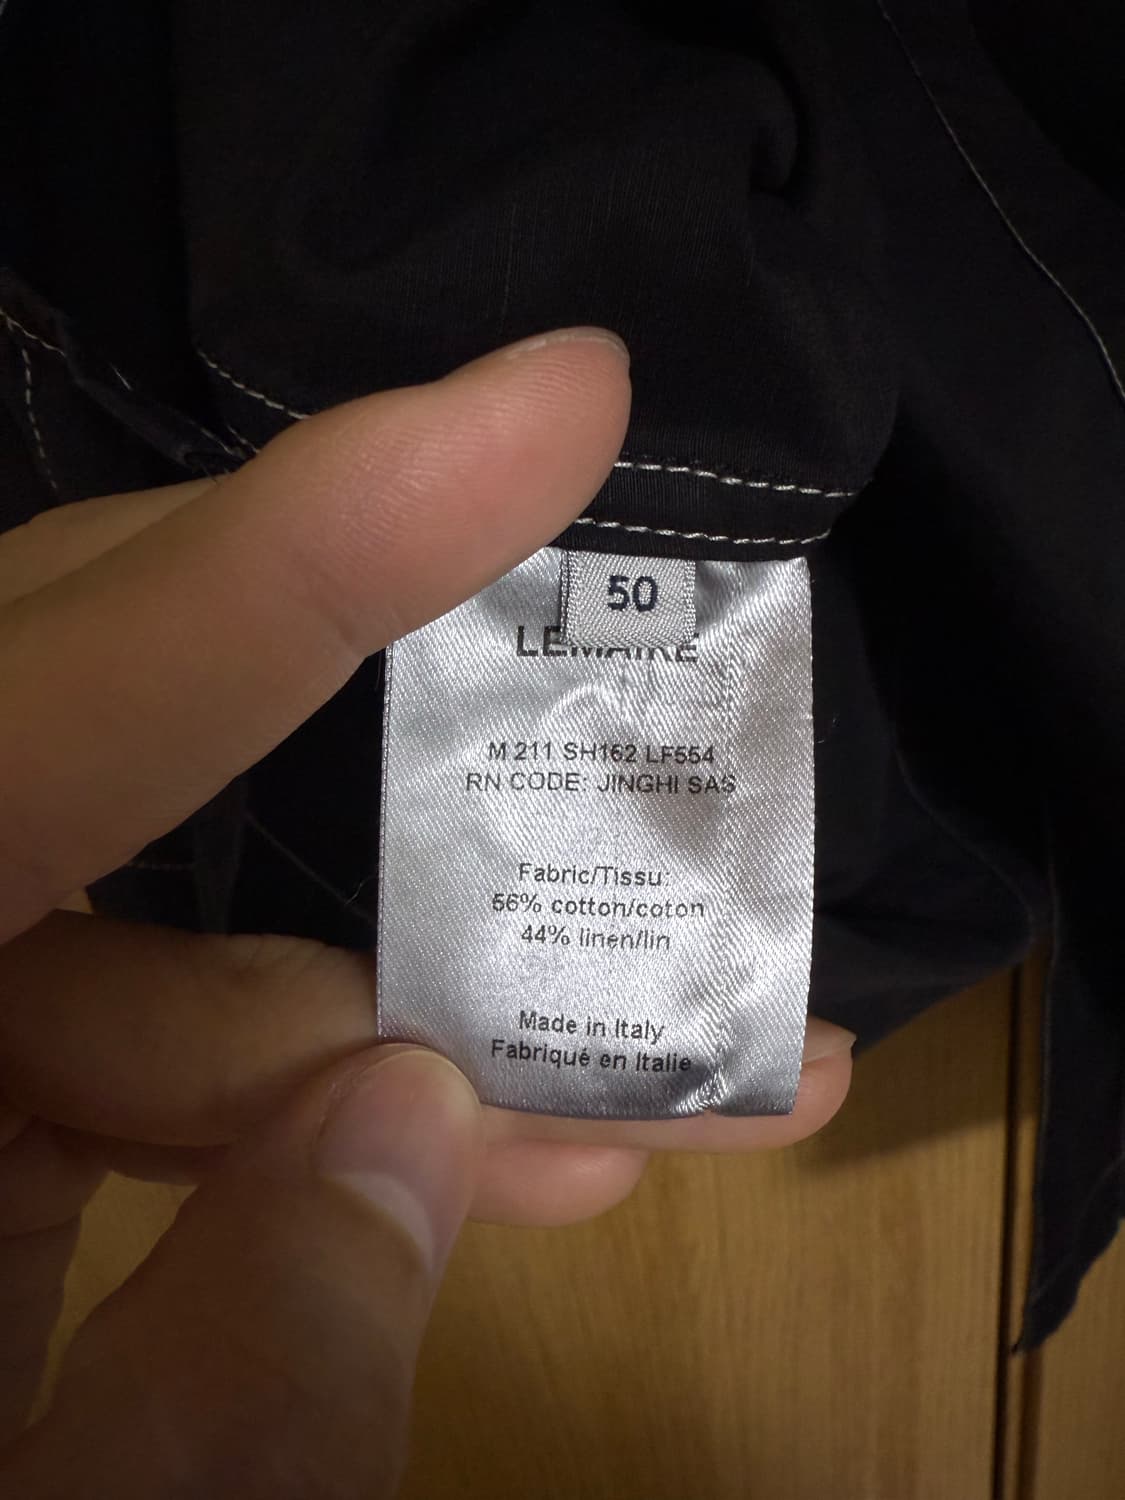 50
LEMAIRE
M 211 SH162 LF554
RN CODE: JINGHI SAS
Fabric/Tissu:
56% cotton/coton
44% linen/lin
Made in Italy
Fabriqué en Italie